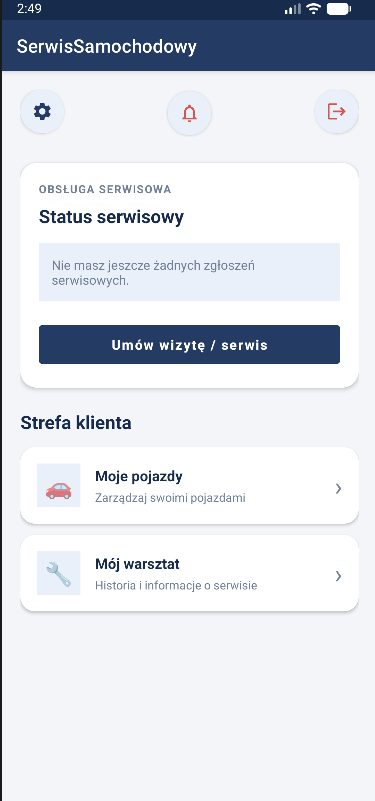 2:49
SerwisSamochodowy
OBSŁUGA SERWISOWA
Status serwisowy
Nie masz jeszcze żadnych zgłoszeń
serwisowych.
Umów wizytę / serwis
Strefa klienta
Moje pojazdy
Zarządzaj swoimi pojazdami
Mój warsztat
Historia i informacje o serwisie